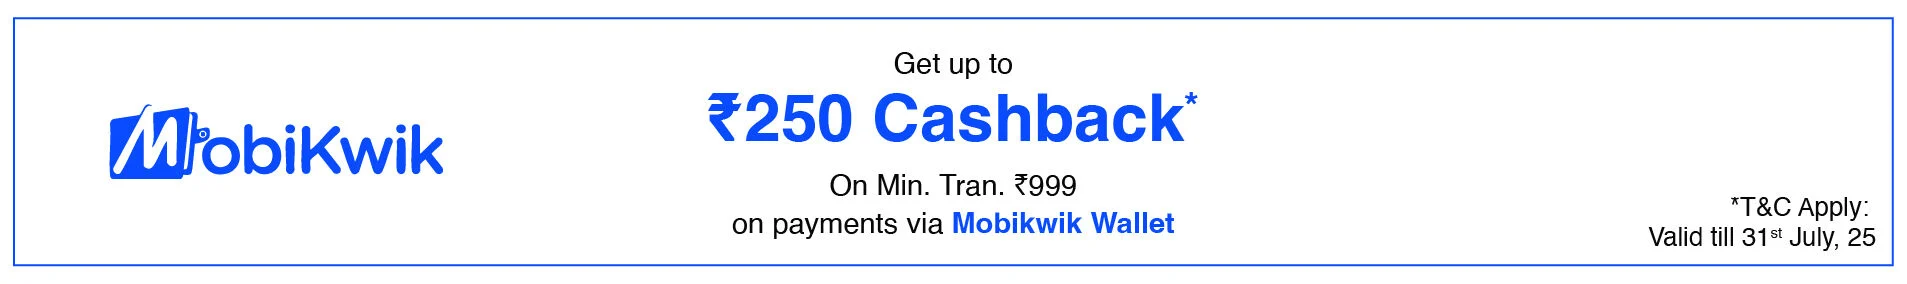 MobiKwik
Get up to
₹250 Cashback*
On Min. Tran. ₹999
on payments via Mobikwik Wallet
*T&C Apply:
Valid till 31st July, 25